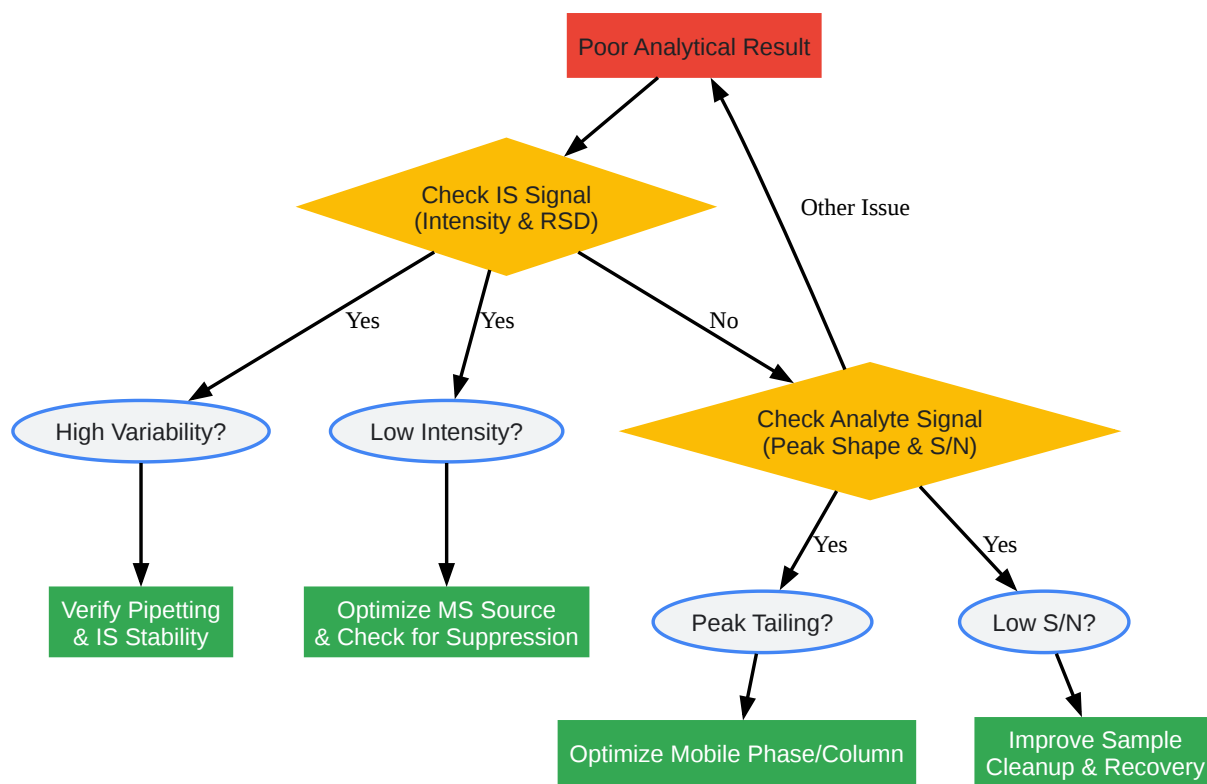 Poor Analytical Result
Check IS Signal
(Intensity & RSD)
Other Issue
Yes
Yes
No
High Variability?
Low Intensity?
Check Analyte Signal
(Peak Shape & S/N)
Yes
Yes
Verify Pipetting
& IS Stability
Optimize MS Source
& Check for Suppression
Peak Tailing?
Low S/N?
Optimize Mobile Phase/Column
Improve Sample
Cleanup & Recovery